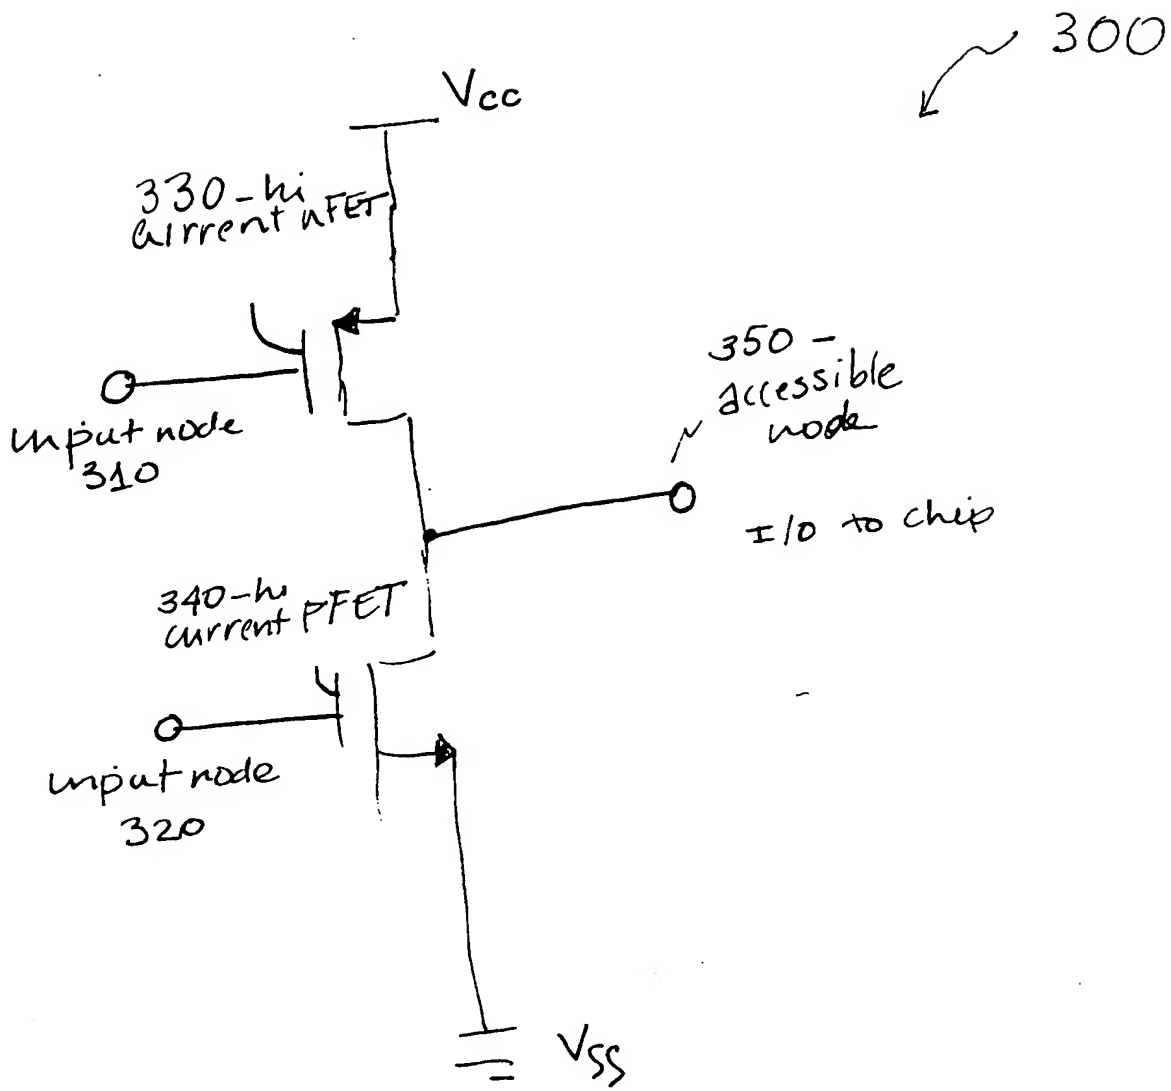 300
Vcc
330-hi
current nFET
input node
310
350 -
accessible
node
I/O to chip
340-hi
current pFET
input node
320
Vss